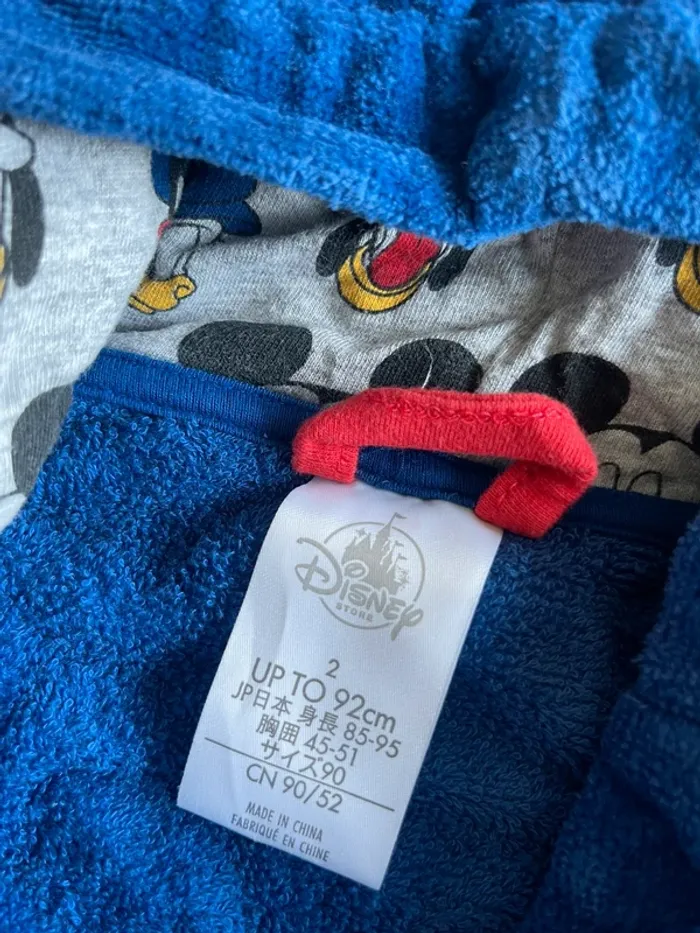 Disney
STORE
2
UP TO 92cm
JP日本 身長 85-95
胸囲 45-51
サイズ90
CN 90/52
MADE IN CHINA
FABRIQUÉ EN CHINE